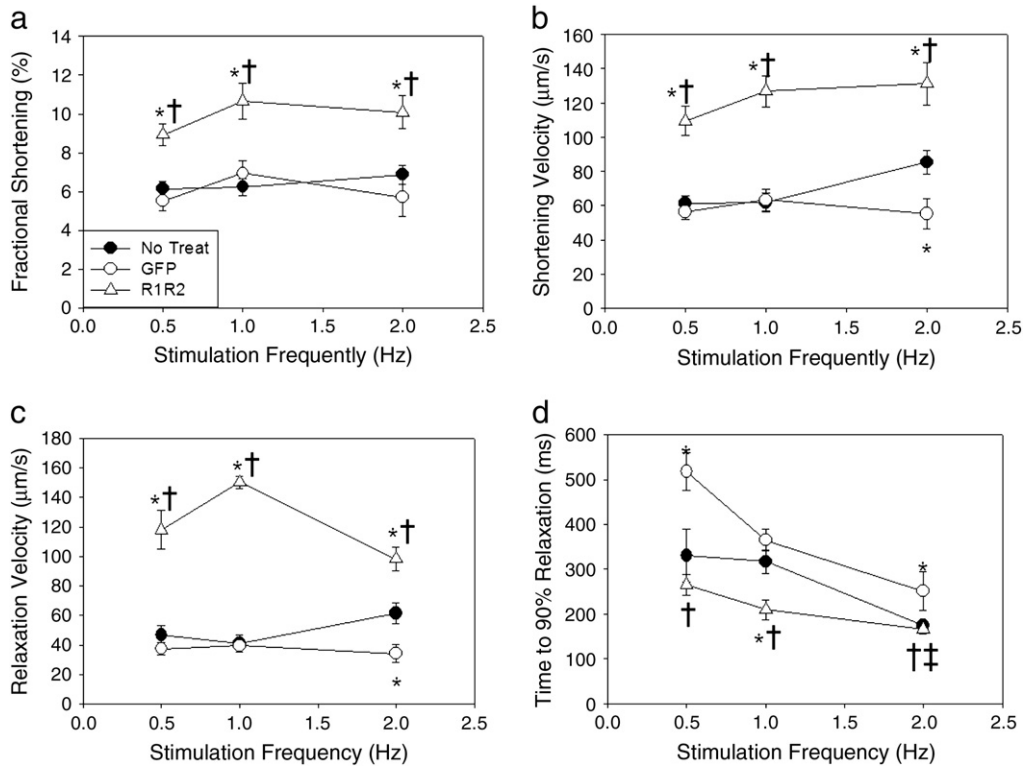 a
Fractional Shortening (%)
14
12
10
8
6
4
2
0
*†
*†
*†
No Treat
GFP
R1R2
0.0 0.5 1.0 1.5 2.0 2.5
Stimulation Frequently (Hz)
b
Shortening Velocity (μm/s)
160
140
120
100
80
60
40
20
0
*†
*†
*†
*
0.0 0.5 1.0 1.5 2.0 2.5
Stimulation Frequently (Hz)
c
Relaxation Velocity (μm/s)
180
160
140
120
100
80
60
40
20
0
*†
*†
*†
*
0.0 0.5 1.0 1.5 2.0 2.5
Stimulation Frequency (Hz)
d
Time to 90% Relaxation (ms)
600
500
400
300
200
100
0
*
*
†
*†
†‡
0.0 0.5 1.0 1.5 2.0 2.5
Stimulation Frequency (Hz)